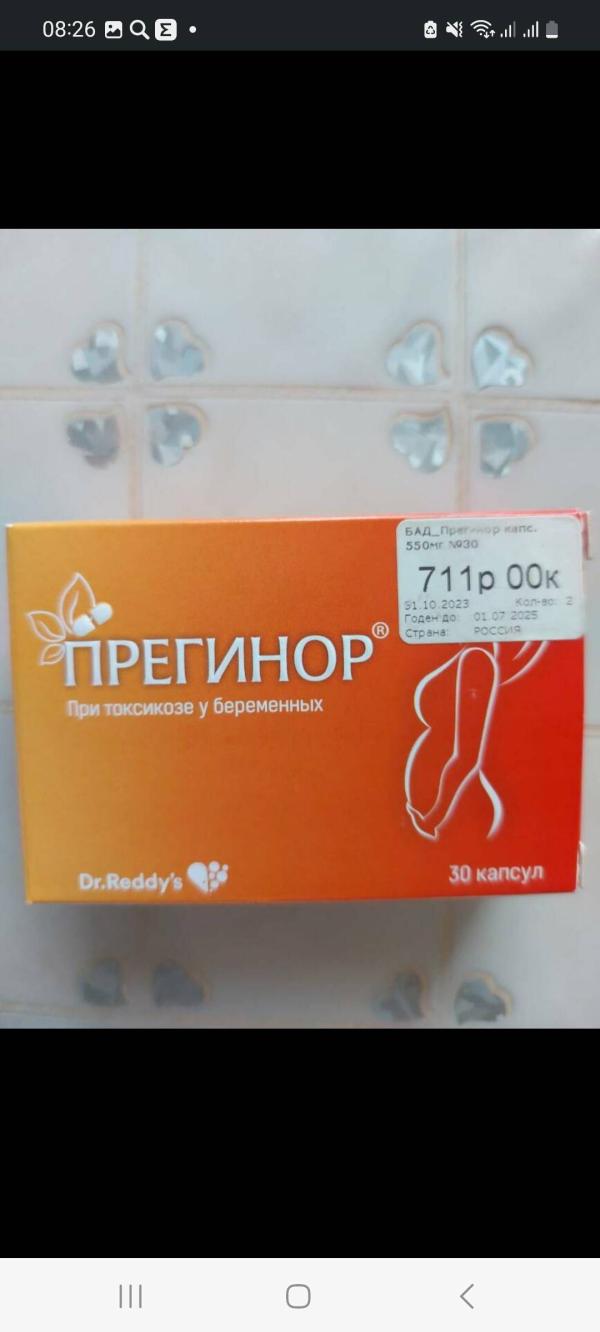 08:26
БАД_Прегинор капс.
550мг №30
711р 00к
31.10.2023 Кол-во: 2
Годен до: 01.07.2025
Страна: РОССИЯ
ПРЕГИНОР®
При токсикозе у беременных
Dr.Reddy's
30 капсул